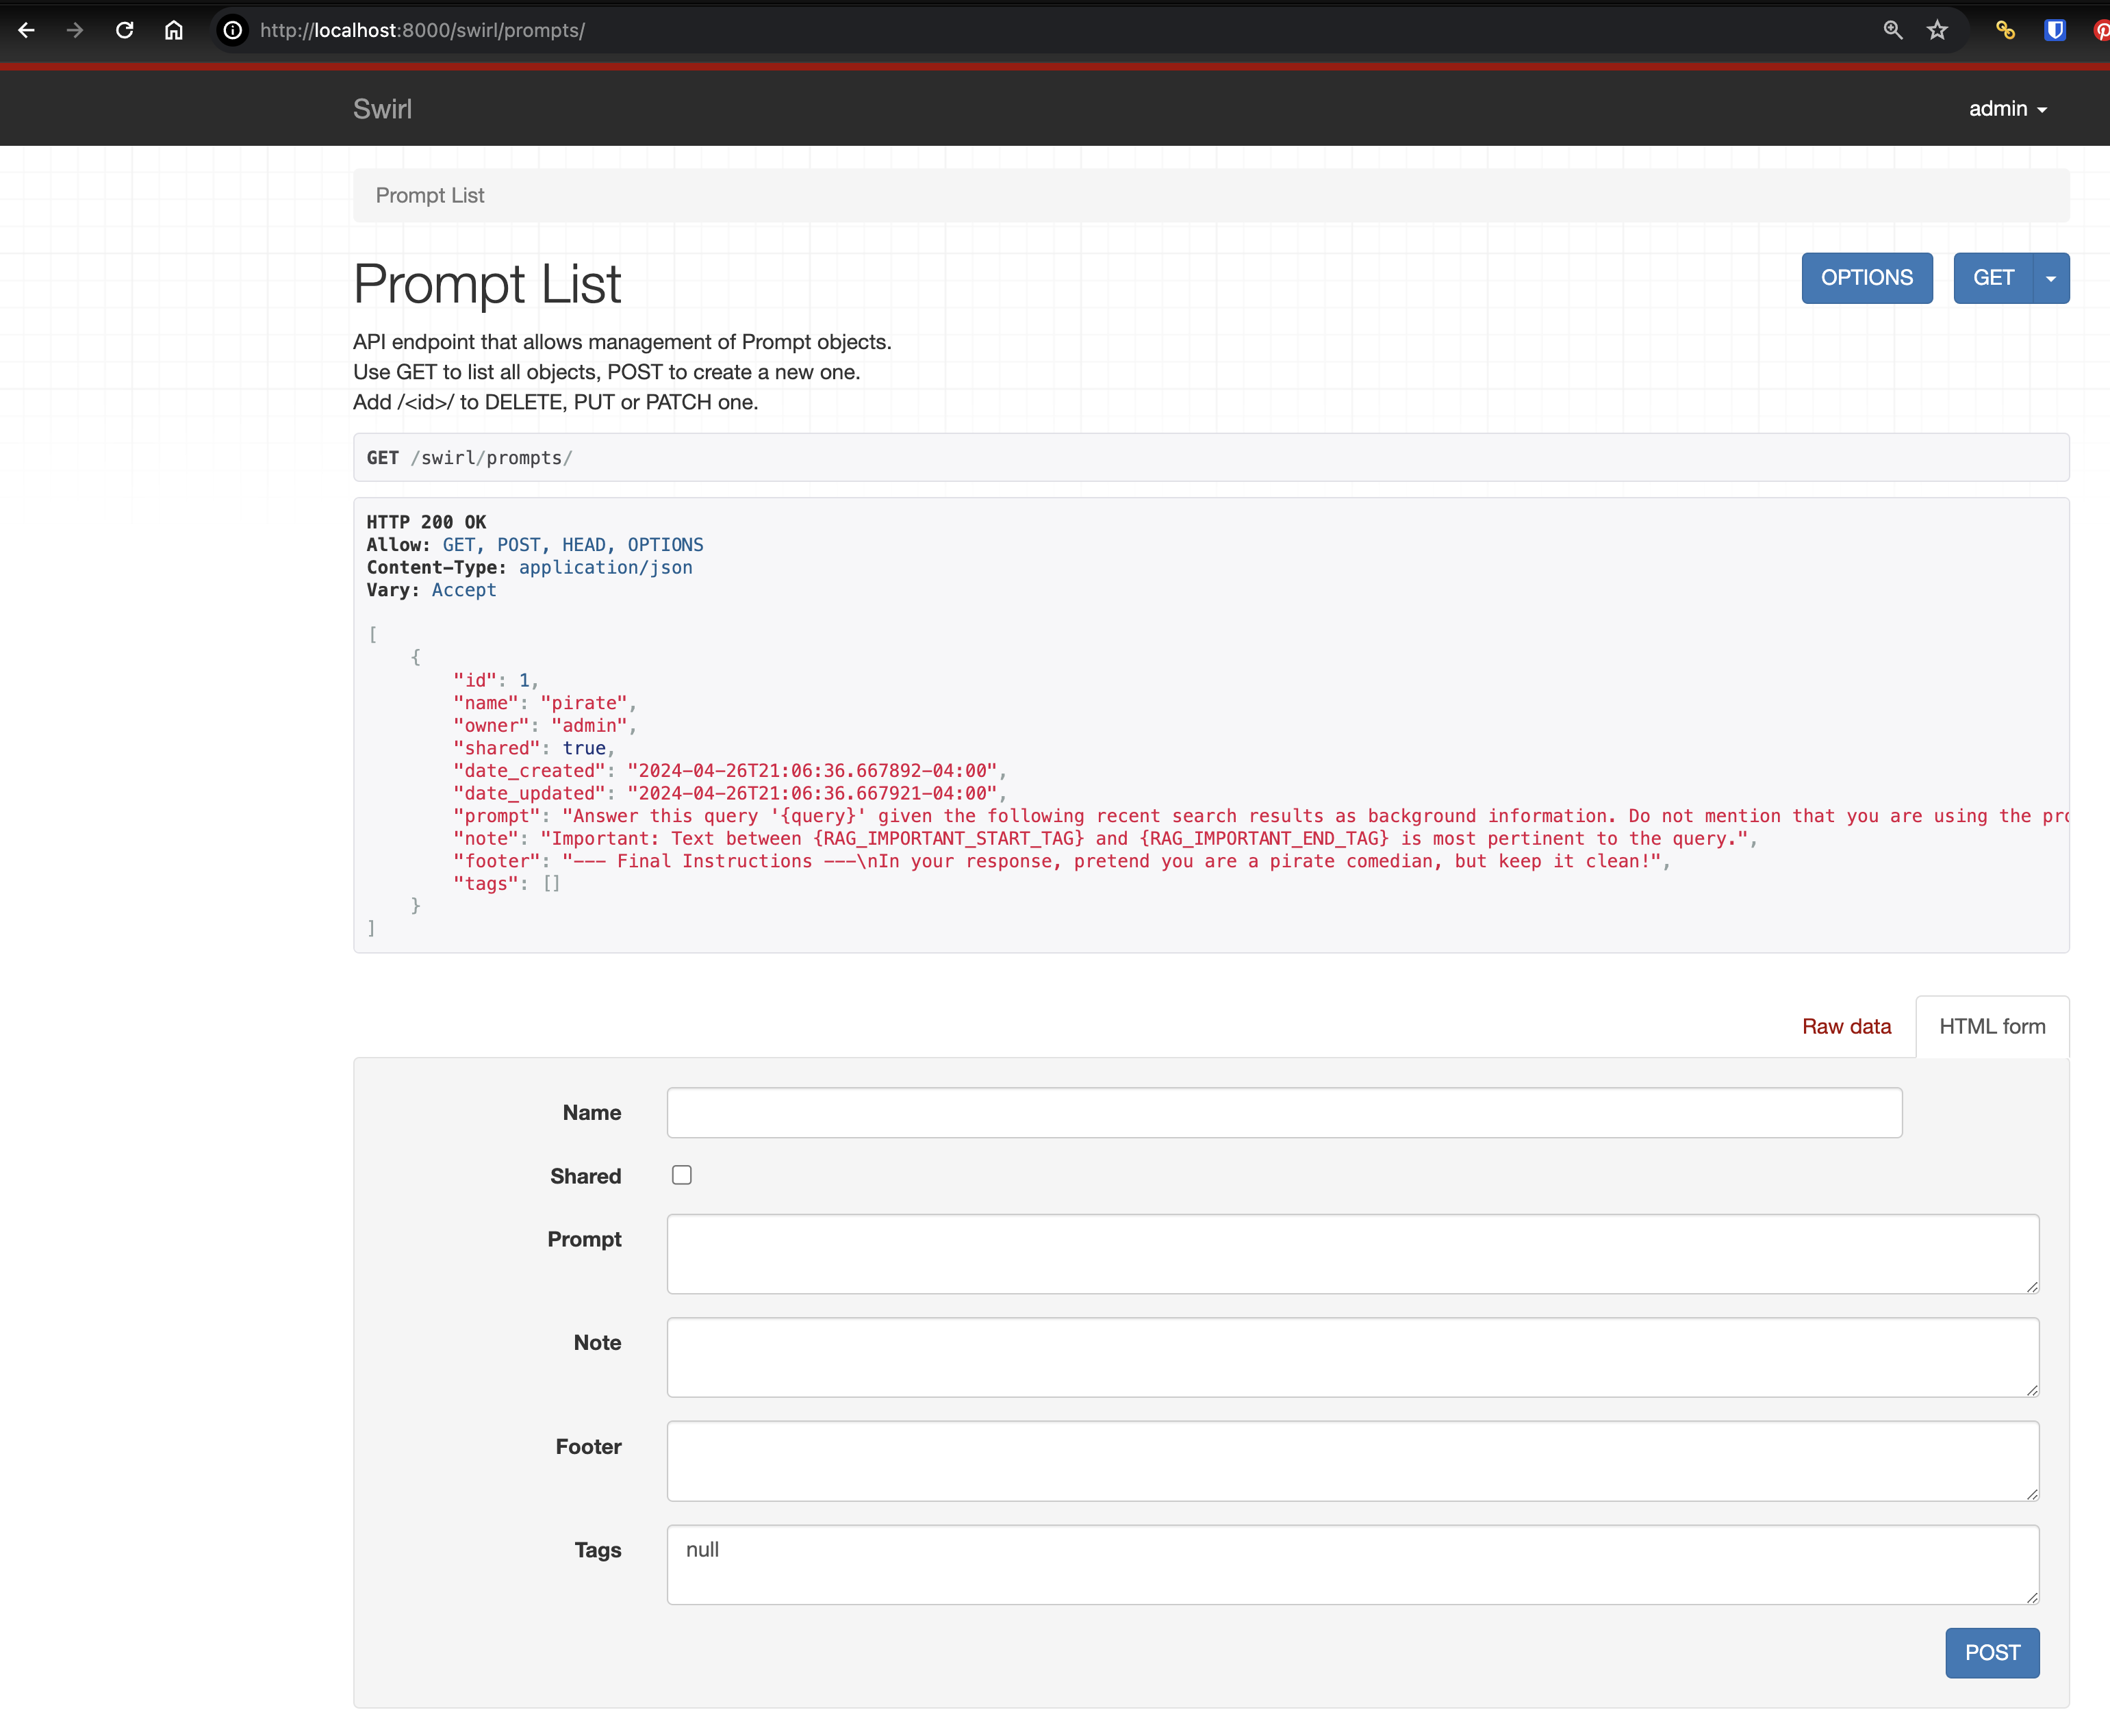 http://localhost:8000/swirl/prompts/
Swirl
admin
Prompt List
Prompt List
OPTIONS
GET
API endpoint that allows management of Prompt objects.
Use GET to list all objects, POST to create a new one.
Add /<id>/ to DELETE, PUT or PATCH one.
GET /swirl/prompts/
HTTP 200 OK
Allow: GET, POST, HEAD, OPTIONS
Content-Type: application/json
Vary: Accept
[
    {
        "id": 1,
        "name": "pirate",
        "owner": "admin",
        "shared": true,
        "date_created": "2024-04-26T21:06:36.667892-04:00",
        "date_updated": "2024-04-26T21:06:36.667921-04:00",
        "prompt": "Answer this query '{query}' given the following recent search results as background information. Do not mention that you are using the
        "note": "Important: Text between {RAG_IMPORTANT_START_TAG} and {RAG_IMPORTANT_END_TAG} is most pertinent to the query.",
        "footer": "--- Final Instructions ---\nIn your response, pretend you are a pirate comedian, but keep it clean!",
        "tags": []
    }
]
Raw data
HTML form
Name
Shared
Prompt
Note
Footer
Tags
null
POST